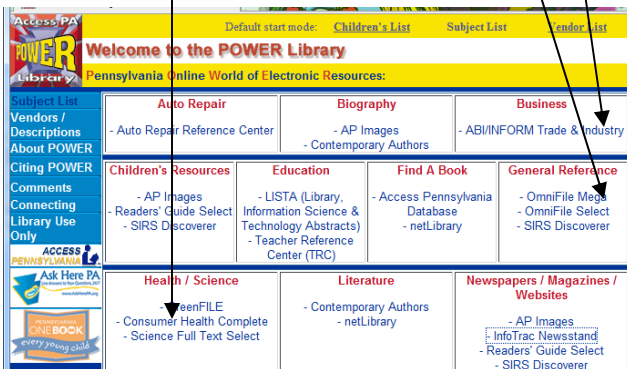 Access PA
POWER
Library
Default start mode: Children's List Subject List Vendor List
Welcome to the POWER Library
Pennsylvania Online World of Electronic Resources:
Subject List
Vendors /
Descriptions
About POWER
Citing POWER
Comments
Connecting
Library Use
Only
ACCESS
PENNSYLVANIA
Ask Here PA
www.AskHerePA.org
PENNSYLVANIA
ONE BOOK
every young child
Auto Repair
- Auto Repair Reference Center
Biography
- AP Images
- Contemporary Authors
Business
- ABI/INFORM Trade & Industry
Children's Resources
- AP Images
- Readers' Guide Select
- SIRS Discoverer
Education
- LISTA (Library,
Information Science &
Technology Abstracts)
- Teacher Reference
Center (TRC)
Find A Book
- Access Pennsylvania
Database
- netLibrary
General Reference
- OmniFile Mega
- OmniFile Select
- SIRS Discoverer
Health / Science
- GreenFILE
- Consumer Health Complete
- Science Full Text Select
Literature
- Contemporary Authors
- netLibrary
Newspapers / Magazines /
Websites
- AP Images
- InfoTrac Newsstand
- Readers' Guide Select
- SIRS Discoverer